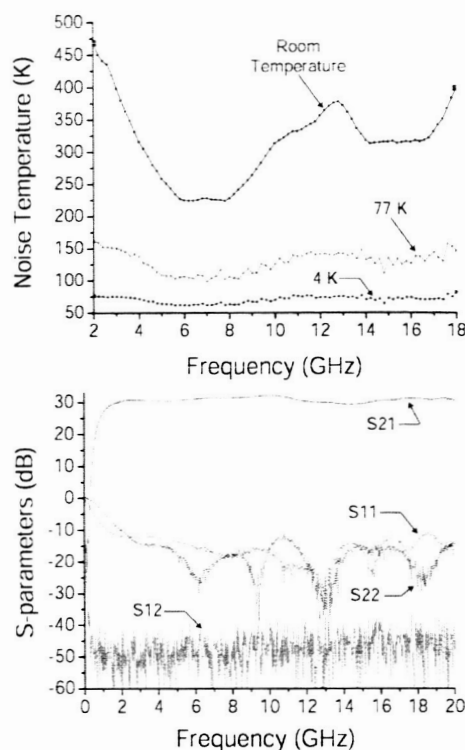 500
450
400
350
300
250
200
150
100
50
Noise Temperature (K)
Room
Temperature
77 K
4 K
2 4 6 8 10 12 14 16 18
Frequency (GHz)
30
20
10
0
-10
-20
-30
-40
-50
-60
S-parameters (dB)
S21
S11
S12
S22
0 2 4 6 8 10 12 14 16 18 20
Frequency (GHz)